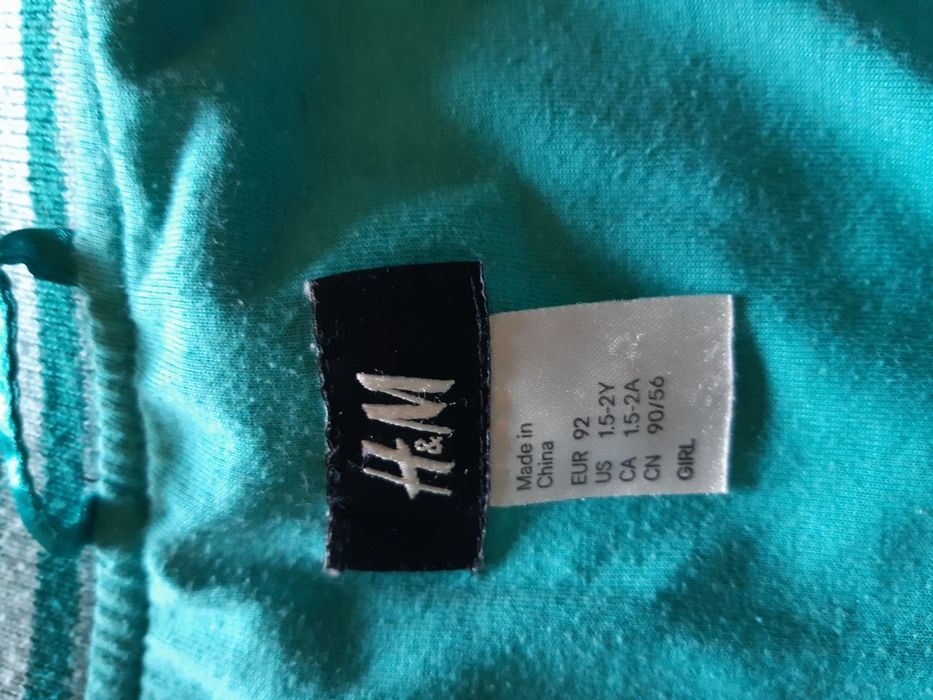 H&M
Made in
China
EUR 92
US 1.5-2Y
CA 1.5-2A
CN 90/56
GIRL